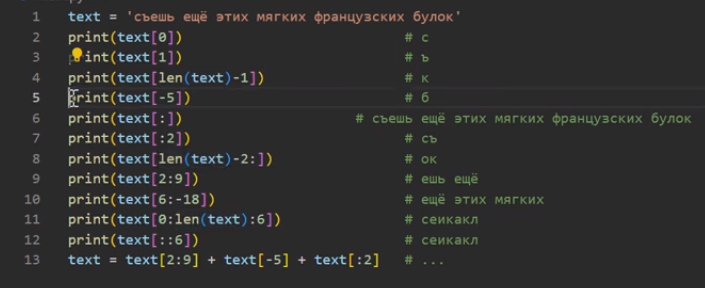 1 text = 'съешь ещё этих мягких французских булок'
2 print(text[0]) # с
3 print(text[1]) # ъ
4 print(text[len(text)-1]) # к
5 print(text[-5]) # б
6 print(text[:]) # съешь ещё этих мягких французских булок
7 print(text[:2]) # съ
8 print(text[len(text)-2:]) # ок
9 print(text[2:9]) # ешь ещё
10 print(text[6:-18]) # ещё этих мягких
11 print(text[0:len(text):6]) # сеикакл
12 print(text[::6]) # сеикакл
13 text = text[2:9] + text[-5] + text[:2] # ...